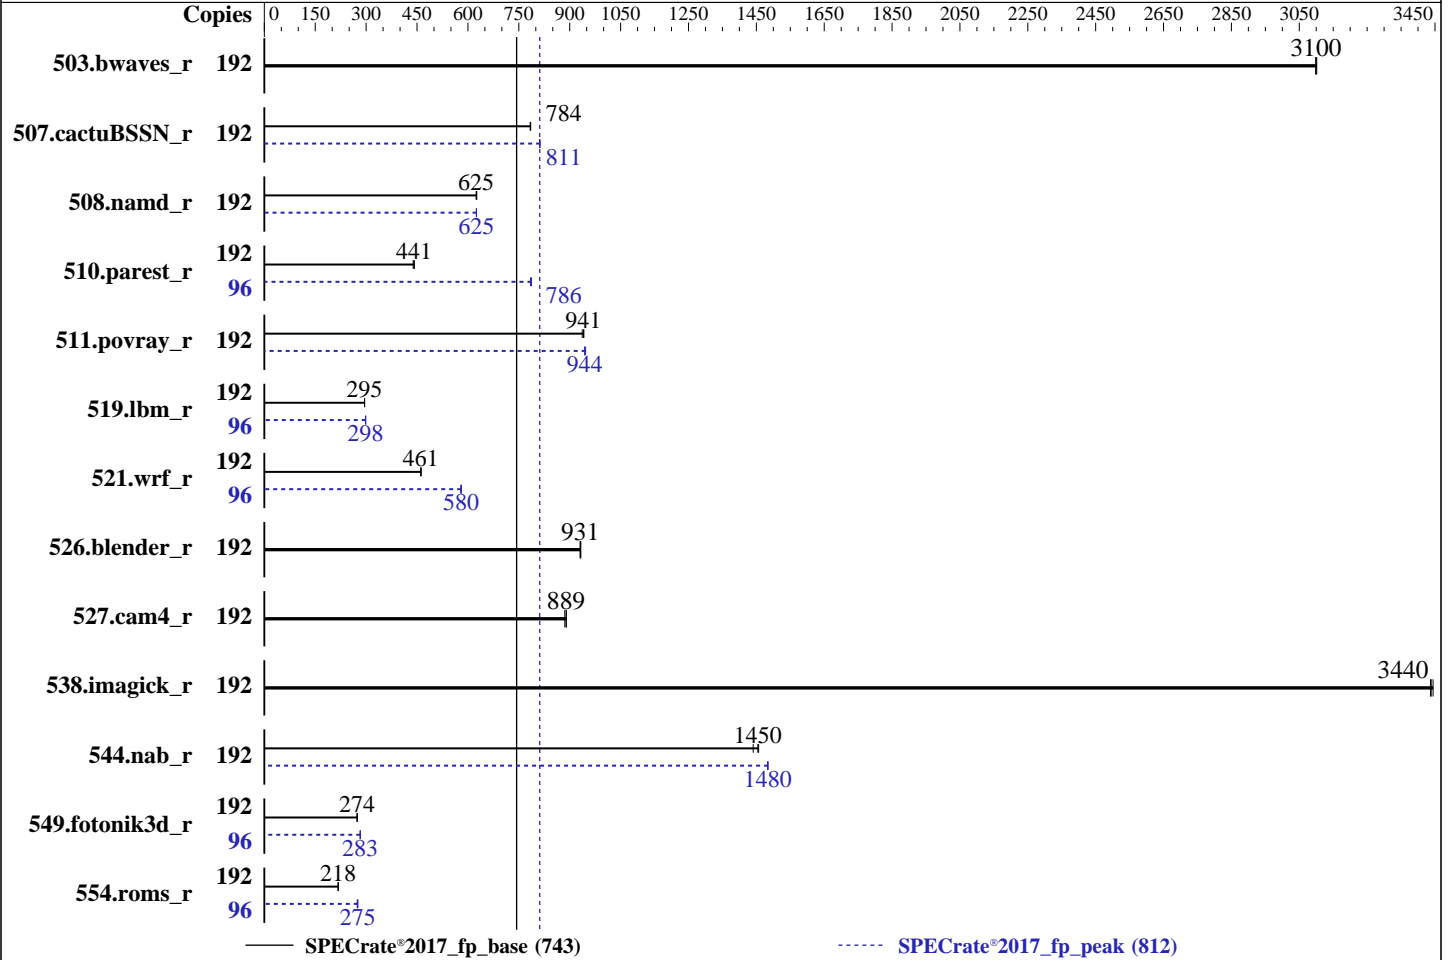 Copies 0 150 300 450 600 750 900 1050 1250 1450 1650 1850 2050 2250 2450 2650 2850 3050 3450
503.bwaves_r 192 3100
507.cactuBSSN_r 192 784
811
508.namd_r 192 625
625
510.parest_r 192 441
96 786
511.povray_r 192 941
944
519.lbm_r 192 295
96 298
521.wrf_r 192 461
96 580
526.blender_r 192 931
527.cam4_r 192 889
538.imagick_r 192 3440
544.nab_r 192 1450
1480
549.fotonik3d_r 192 274
96 283
554.roms_r 192 218
96 275
SPECrate®2017_fp_base (743) SPECrate®2017_fp_peak (812)